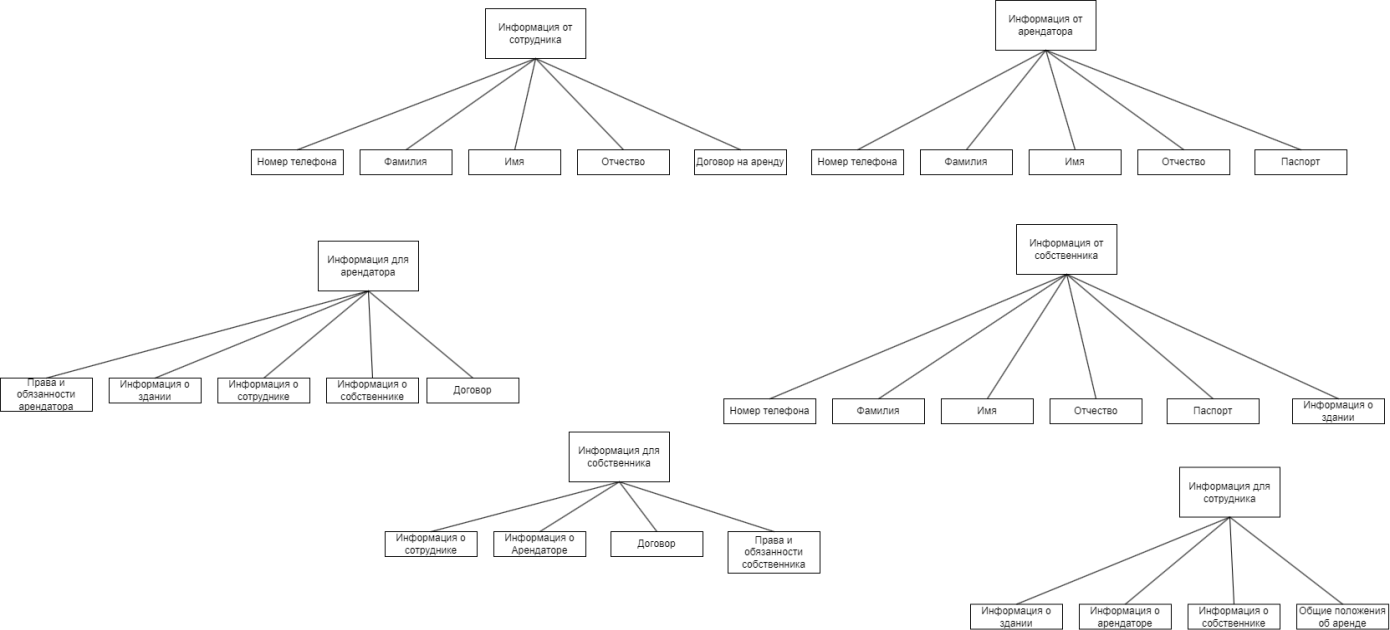 Информация от
сотрудника
Номер телефона
Фамилия
Имя
Отчество
Договор на аренду
Информация от
арендатора
Номер телефона
Фамилия
Имя
Отчество
Паспорт
Информация для
арендатора
Права и
обязанности
арендатора
Информация о
здании
Информация о
сотруднике
Информация о
собственнике
Договор
Информация от
собственника
Номер телефона
Фамилия
Имя
Отчество
Паспорт
Информация о
здании
Информация для
собственника
Информация о
сотруднике
Информация о
Арендаторе
Договор
Права и
обязанности
собственника
Информация для
сотрудника
Информация о
здании
Информация о
арендаторе
Информация о
собственнике
Общие положения
об аренде